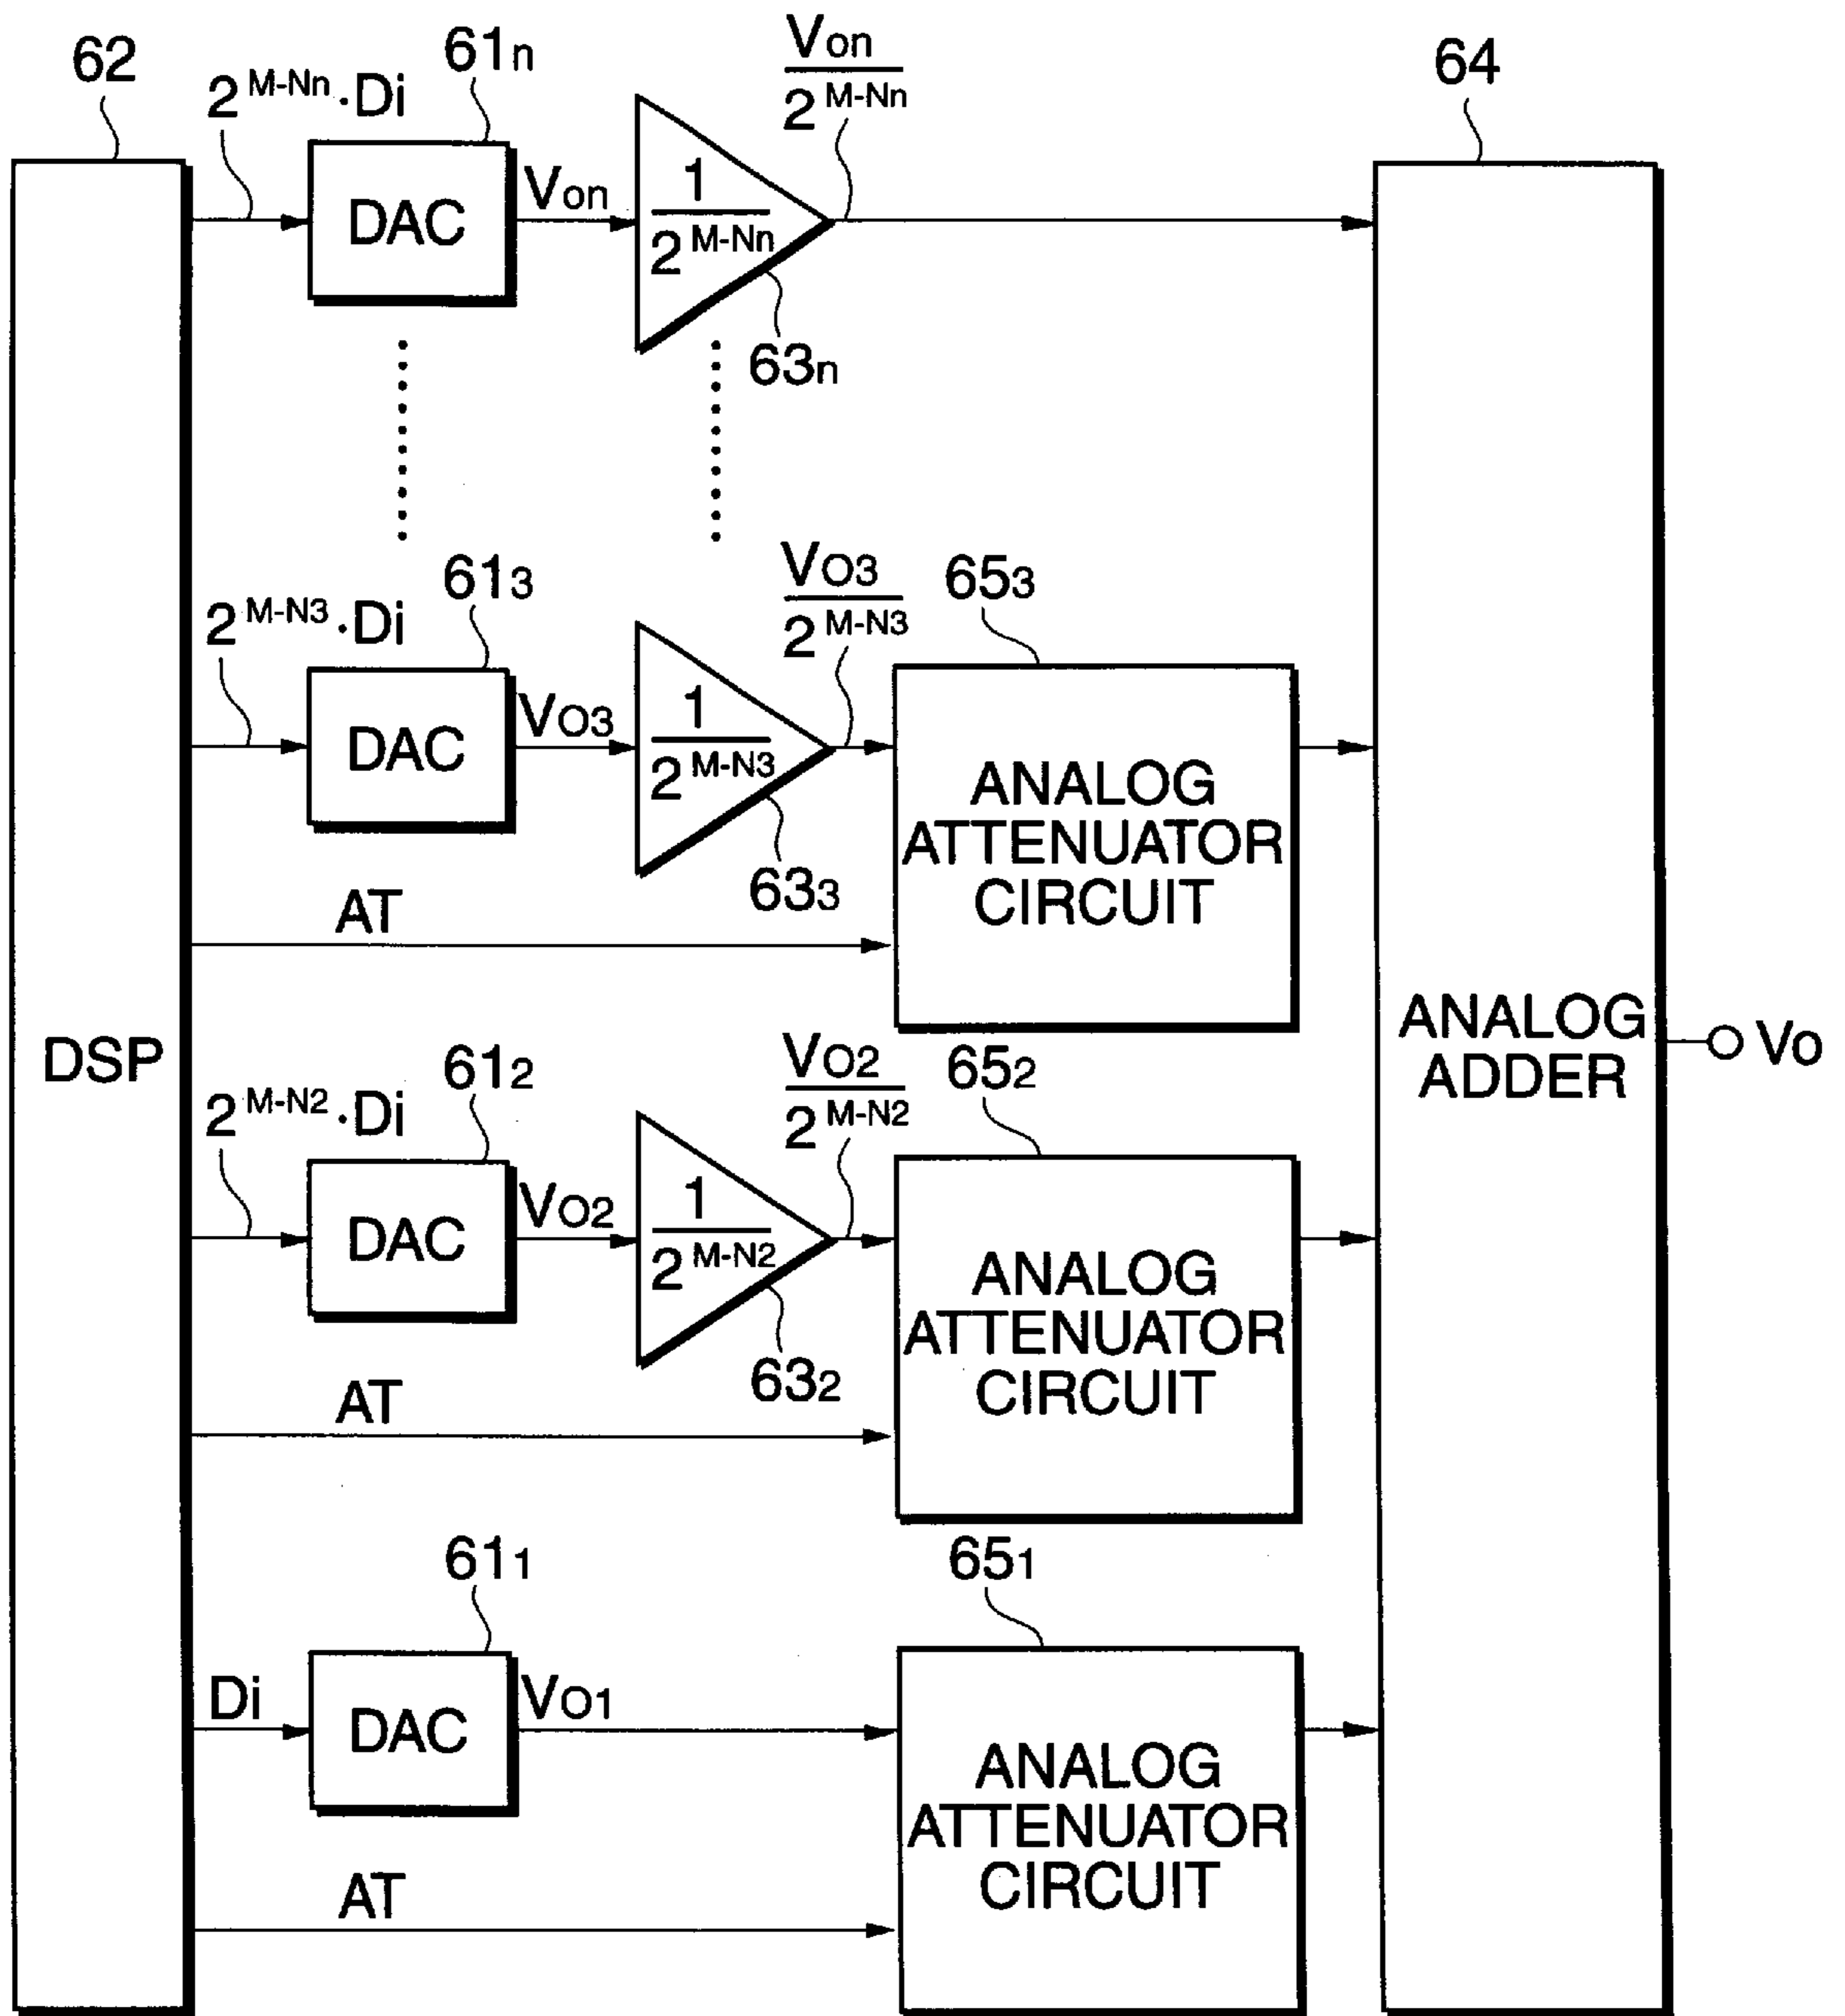 62
2^M-Nn · Di
61n
Von
Von
2^M-Nn
64
DAC
1
2^M-Nn
63n
2^M-N3 · Di
613
VO3
VO3
2^M-N3
653
DAC
1
2^M-N3
633
ANALOG
ATTENUATOR
CIRCUIT
AT
DSP
2^M-N2 · Di
612
VO2
VO2
2^M-N2
652
DAC
1
2^M-N2
632
ANALOG
ATTENUATOR
CIRCUIT
AT
ANALOG
ADDER
Vo
611
651
Di
DAC
VO1
ANALOG
ATTENUATOR
CIRCUIT
AT